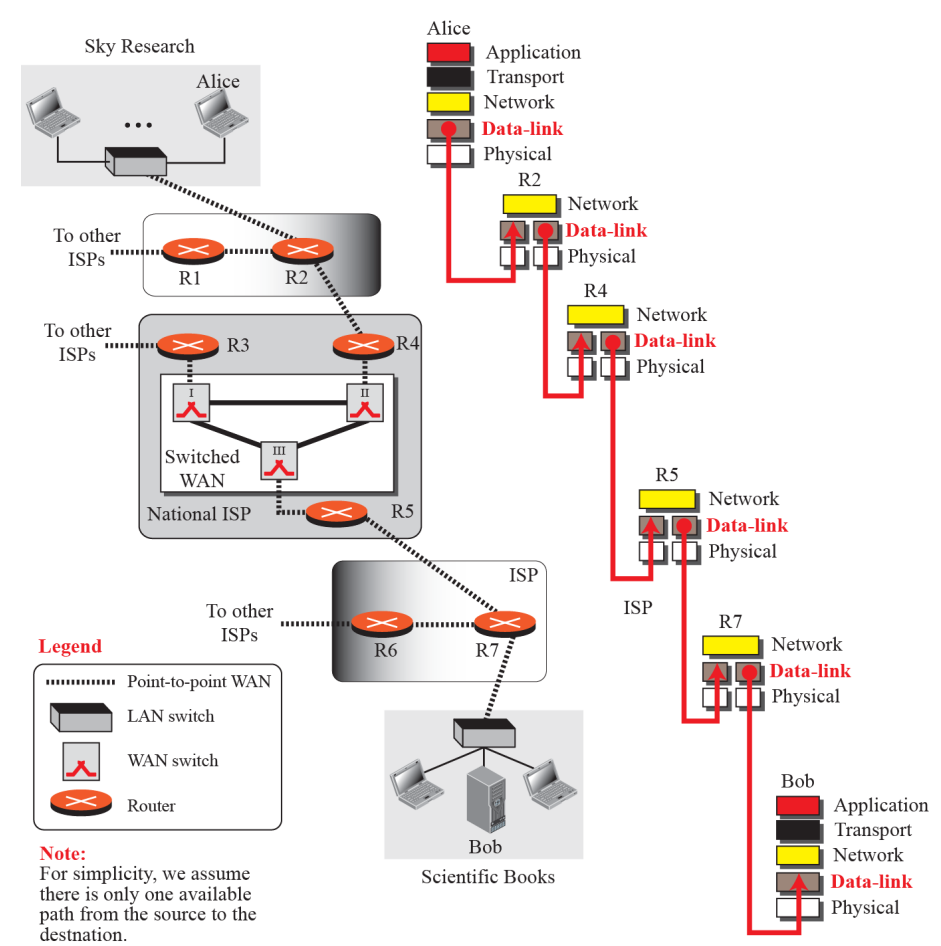 Sky Research
Alice
To other
ISPs
R1
R2
To other
ISPs
R3
R4
I
II
III
Switched
WAN
National ISP
R5
ISP
To other
ISPs
R6
R7
Legend
Point-to-point WAN
LAN switch
WAN switch
Router
Bob
Scientific Books
Note:
For simplicity, we assume
there is only one available
path from the source to the
destnation.
Alice
Application
Transport
Network
Data-link
Physical
R2
Network
Data-link
Physical
R4
Network
Data-link
Physical
R5
Network
Data-link
Physical
ISP
R7
Network
Data-link
Physical
Bob
Application
Transport
Network
Data-link
Physical